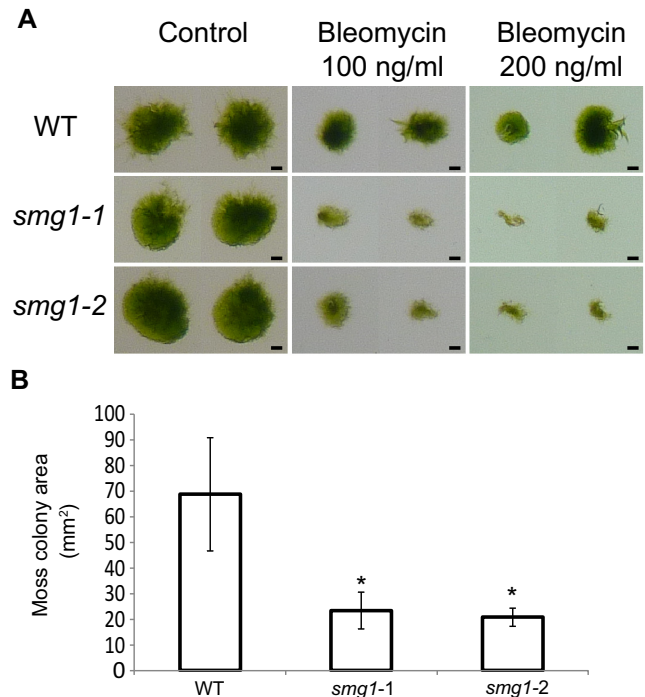 A
Control
Bleomycin
100 ng/ml
Bleomycin
200 ng/ml
WT
smg1-1
smg1-2
B
Moss colony area
(mm²)
100
90
80
70
60
50
40
30
20
10
0
*
*
WT
smg1-1
smg1-2